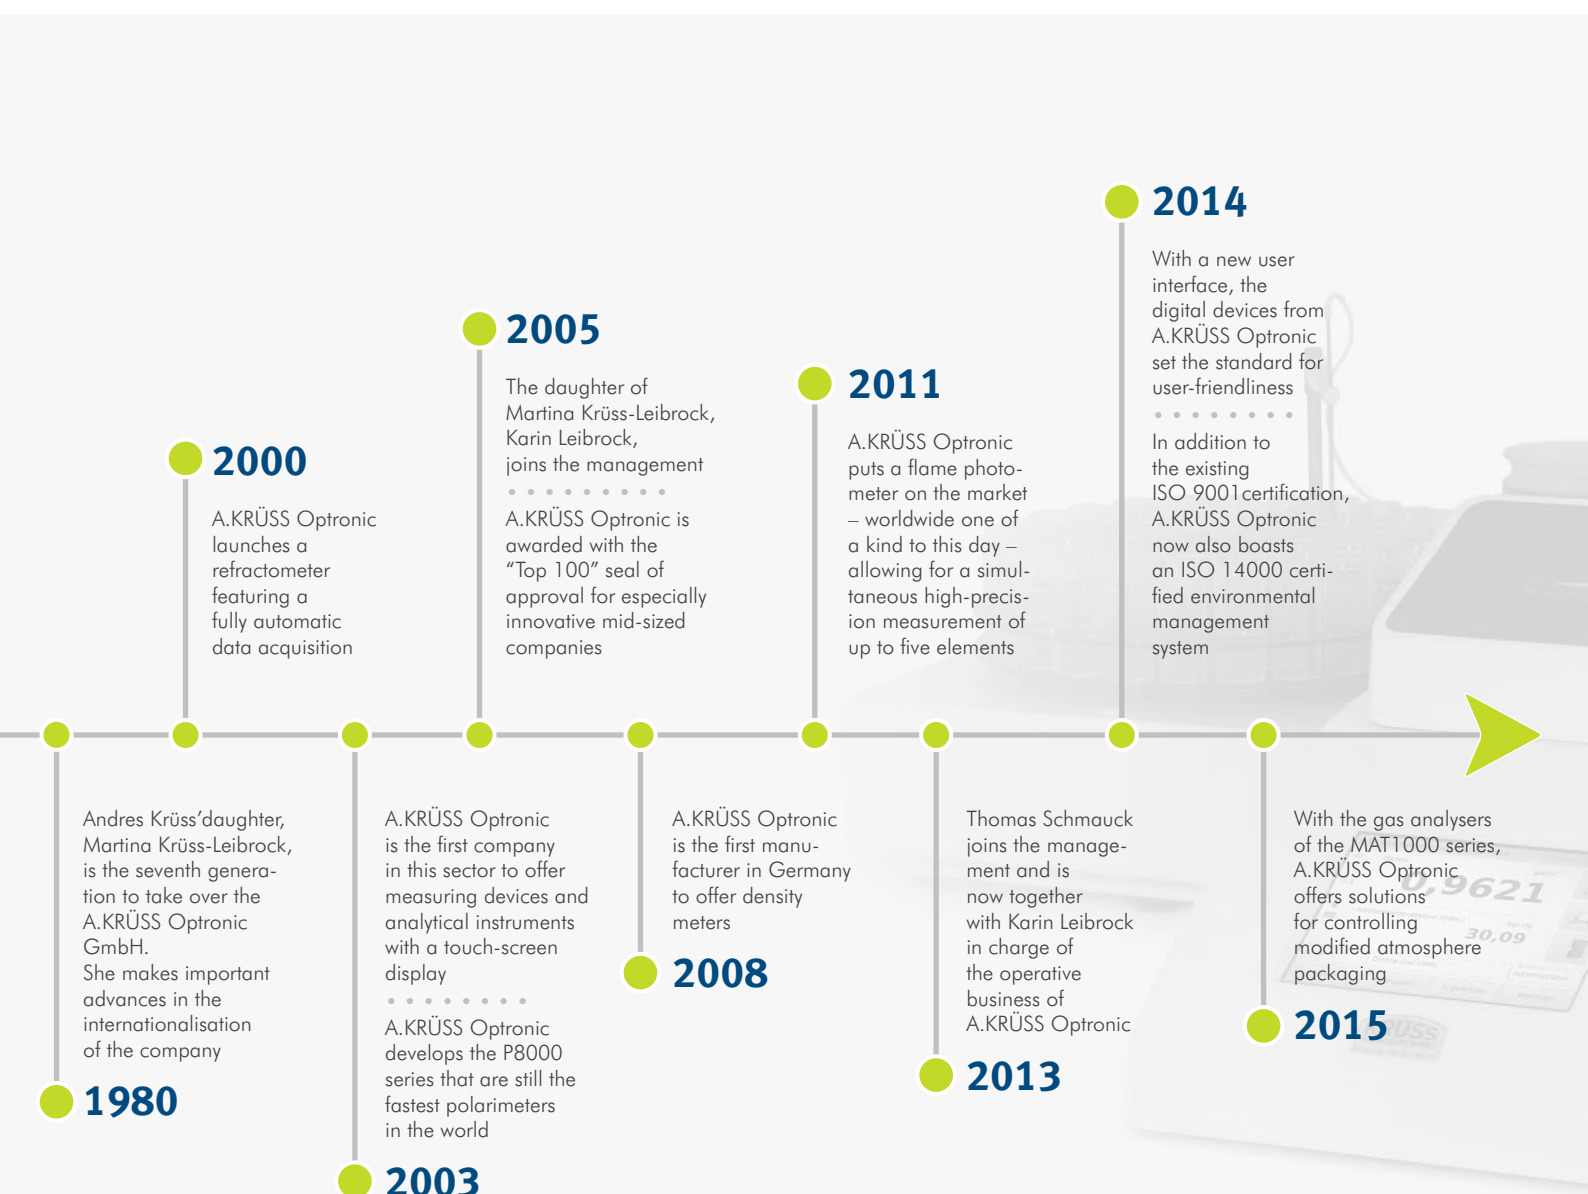 2014
With a new user
interface, the
digital devices from
A.KRÜSS Optronic
set the standard for
user-friendliness
In addition to
the existing
ISO 9001certification,
A.KRÜSS Optronic
now also boasts
an ISO 14000 certi-
fied environmental
management
system
2005
The daughter of
Martina Krüss-Leibrock,
Karin Leibrock,
joins the management
A.KRÜSS Optronic is
awarded with the
“Top 100” seal of
approval for especially
innovative mid-sized
companies
2011
A.KRÜSS Optronic
puts a flame photo-
meter on the market
– worldwide one of
a kind to this day –
allowing for a simul-
taneous high-precis-
ion measurement of
up to five elements
2000
A.KRÜSS Optronic
launches a
refractometer
featuring a
fully automatic
data acquisition
Andres Krüss’daughter,
Martina Krüss-Leibrock,
is the seventh genera-
tion to take over the
A.KRÜSS Optronic
GmbH.
She makes important
advances in the
internationalisation
of the company
1980
A.KRÜSS Optronic
is the first company
in this sector to offer
measuring devices and
analytical instruments
with a touch-screen
display
A.KRÜSS Optronic
develops the P8000
series that are still the
fastest polarimeters
in the world
2003
A.KRÜSS Optronic
is the first manu-
facturer in Germany
to offer density
meters
2008
Thomas Schmauck
joins the manage-
ment and is
now together
with Karin Leibrock
in charge of
the operative
business of
A.KRÜSS Optronic
2013
With the gas analysers
of the MAT1000 series,
A.KRÜSS Optronic
offers solutions
for controlling
modified atmosphere
packaging
2015
0,9621
30,09
KRÜSS